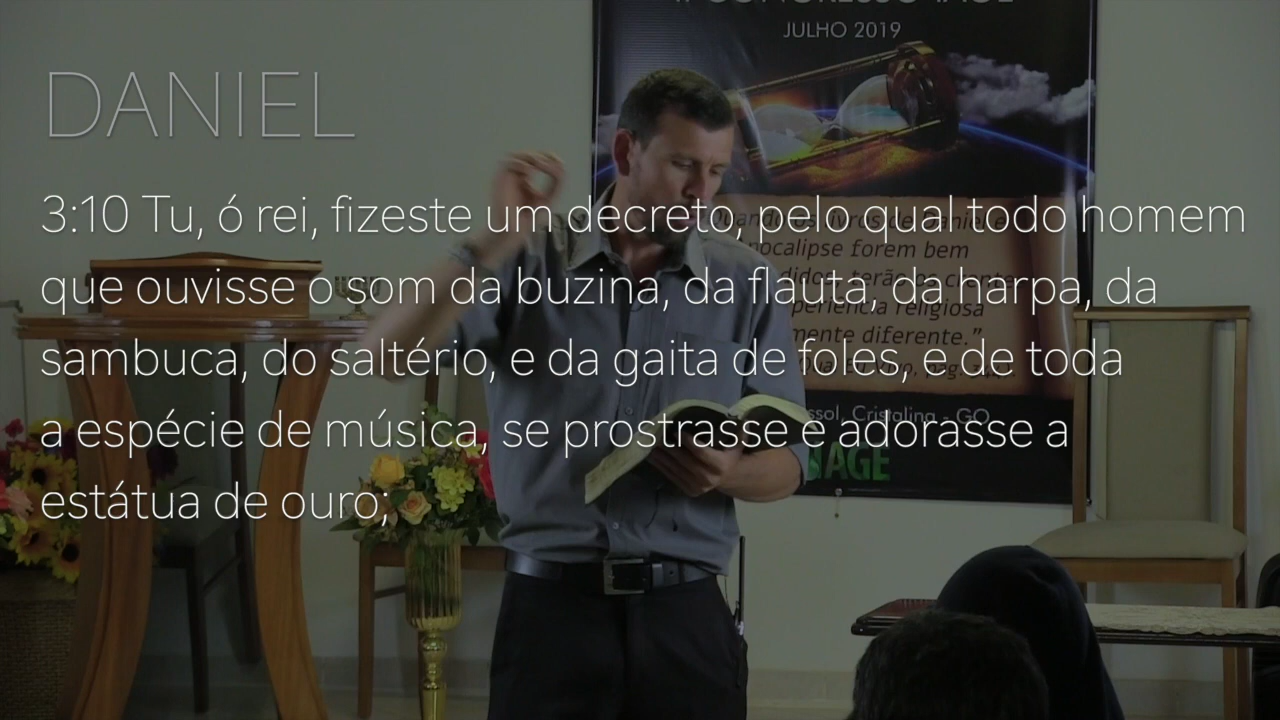 JULHO 2019
DANIEL
3:10 Tu, ó rei, fizeste um decreto, pelo qual todo homem
que ouvisse o som da buzina, da flauta, da harpa, da
sambuca, do saltério, e da gaita de foles, e de toda
a espécie de música, se prostrasse e adorasse a
estátua de ouro;
forem bem
religiosa
diferente.”
Cristalina - GO